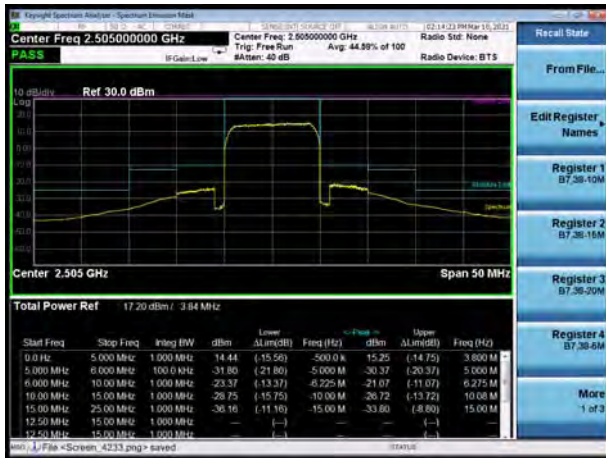 Keysight Spectrum Analyzer - Spectrum Emission Mask
02:14:23 PM Mar 10, 2021
Center Freq 2.505000000 GHz
Center Freq: 2.505000000 GHz
Radio Std: None
Recall State
PASS
IFGain:Low
Trig: Free Run
Avg: 44.89% of 100
#Atten: 40 dB
Radio Device: BTS
10 dB/div
Ref 30.0 dBm
Log
From File...
Edit Register
Names
Register 1
B7,38-10M
Register 2
B7,38-15M
Register 3
B7,38-20M
Register 4
B7,38-5M
More
1 of 3
Center 2.505 GHz
Span 50 MHz
Total Power Ref 17.20 dBm / 3.84 MHz
Lower <-Peak-> Upper
Start Freq Stop Freq Integ BW dBm ΔLim(dB) Freq (Hz) dBm ΔLim(dB) Freq (Hz)
0.0 Hz 5.000 MHz 1.000 MHz 14.44 (-15.56) -500.0 k 15.25 (-14.75) 3.800 M
5.000 MHz 6.000 MHz 100.0 kHz -31.80 (-21.80) -5.000 M -30.37 (-20.37) 5.000 M
6.000 MHz 10.00 MHz 1.000 MHz -23.37 (-13.37) -6.225 M -21.07 (-11.07) 6.275 M
10.00 MHz 15.00 MHz 1.000 MHz -28.75 (-15.75) -10.00 M -26.72 (-13.72) 10.08 M
15.00 MHz 25.00 MHz 1.000 MHz -36.16 (-11.16) -15.00 M -33.80 (-8.80) 15.00 M
12.50 MHz 15.00 MHz 1.000 MHz --- (---) --- (---)
12.50 MHz 15.00 MHz 1.000 MHz --- (---) --- (---)
MSG File <Screen_4233.png> saved
STATUS